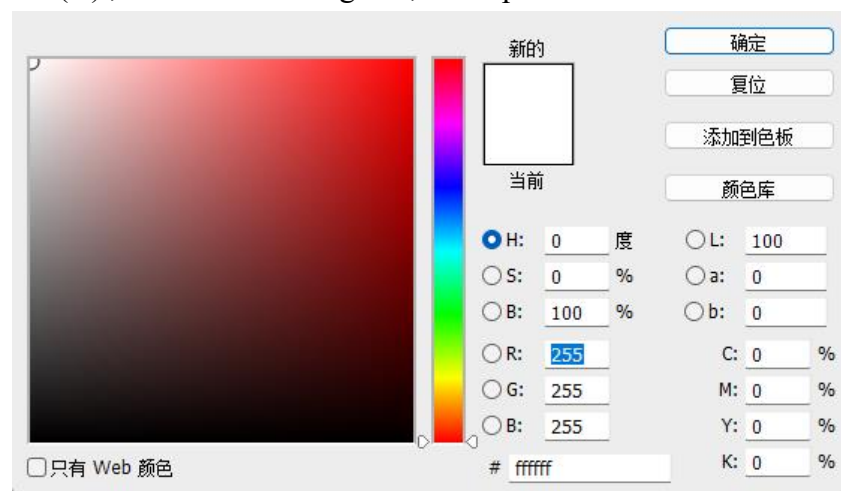 新的
确定
复位
添加到色板
当前
颜色库
H: 0 度
L: 100
S: 0 %
a: 0
B: 100 %
b: 0
R: 255
C: 0 %
G: 255
M: 0 %
B: 255
Y: 0 %
只有 Web 颜色
# ffffff
K: 0 %